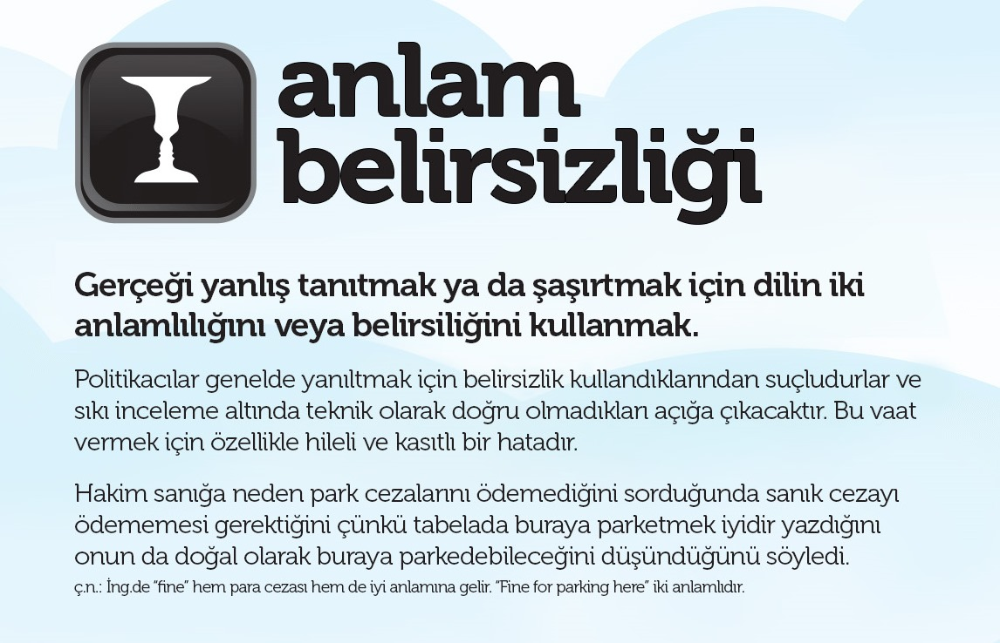 anlam
belirsizliği
Gerçeği yanlış tanıtmak ya da şaşırtmak için dilin iki
anlamlılığını veya belirsiliğini kullanmak.
Politikacılar genelde yanıltmak için belirsizlik kullandıklarından suçludurlar ve
sıkı inceleme altında teknik olarak doğru olmadıkları açığa çıkacaktır. Bu vaat
vermek için özellikle hileli ve kasıtlı bir hatadır.
Hakim sanığa neden park cezalarını ödemediğini sorduğunda sanık cezayı
ödememesi gerektiğini çünkü tabelada buraya parketmek iyidir yazdığını
onun da doğal olarak buraya parkedebileceğini düşündüğünü söyledi.
ç.n.: İng.de “fine” hem para cezası hem de iyi anlamına gelir. “Fine for parking here” iki anlamlıdır.